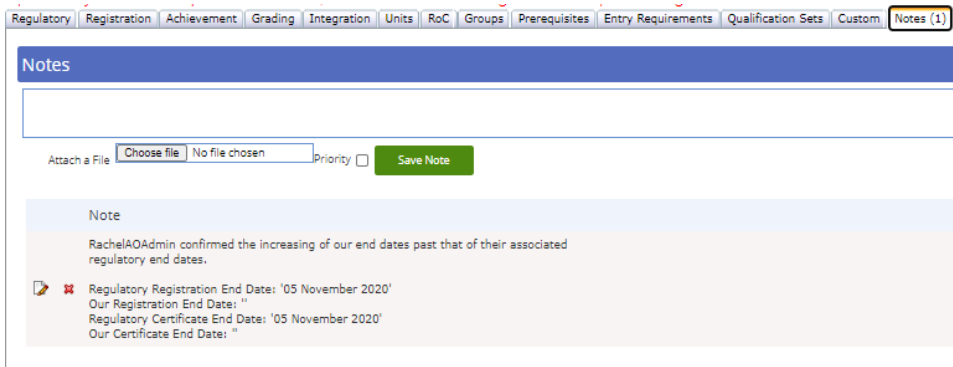 Regulatory Registration Achievement Grading Integration Units RoC Groups Prerequisites Entry Requirements Qualification Sets Custom Notes (1)
Notes
Attach a File Choose file No file chosen Priority Save Note
Note
RachelAOAdmin confirmed the increasing of our end dates past that of their associated
regulatory end dates.
Regulatory Registration End Date: '05 November 2020'
Our Registration End Date: ''
Regulatory Certificate End Date: '05 November 2020'
Our Certificate End Date: ''